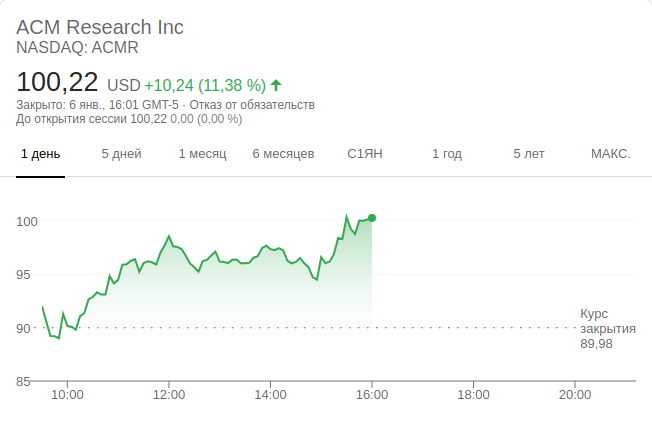 ACM Research Inc
NASDAQ: ACMR
100,22 USD +10,24 (11,38 %)
Закрыто: 6 янв., 16:01 GMT-5 · Отказ от обязательств
До открытия сессии 100,22 0,00 (0,00 %)
1 день 5 дней 1 месяц 6 месяцев С1ЯН 1 год 5 лет МАКС.
100
95
90
Курс
закрытия
89,98
85
10:00 12:00 14:00 16:00 18:00 20:00